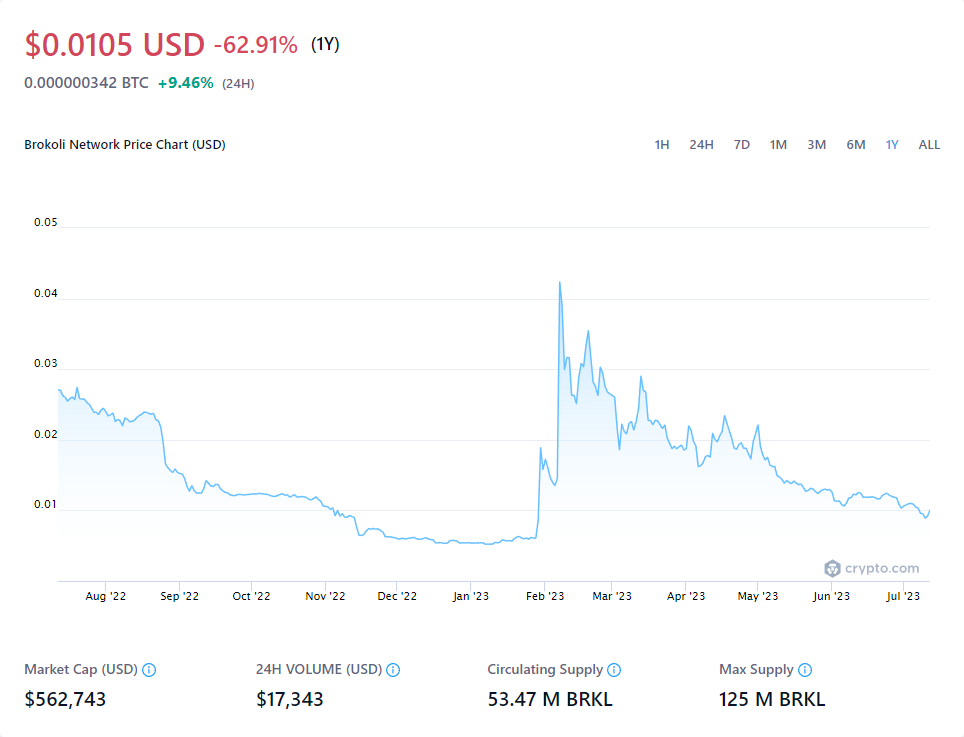 $0.0105 USD -62.91% (1Y)
0.000000342 BTC +9.46% (24H)
Brokoli Network Price Chart (USD) 1H 24H 7D 1M 3M 6M 1Y ALL
0.05
0.04
0.03
0.02
0.01
crypto.com
Aug '22 Sep '22 Oct '22 Nov '22 Dec '22 Jan '23 Feb '23 Mar '23 Apr '23 May '23 Jun '23 Jul '23
Market Cap (USD) 24H VOLUME (USD) Circulating Supply Max Supply
$562,743 $17,343 53.47 M BRKL 125 M BRKL